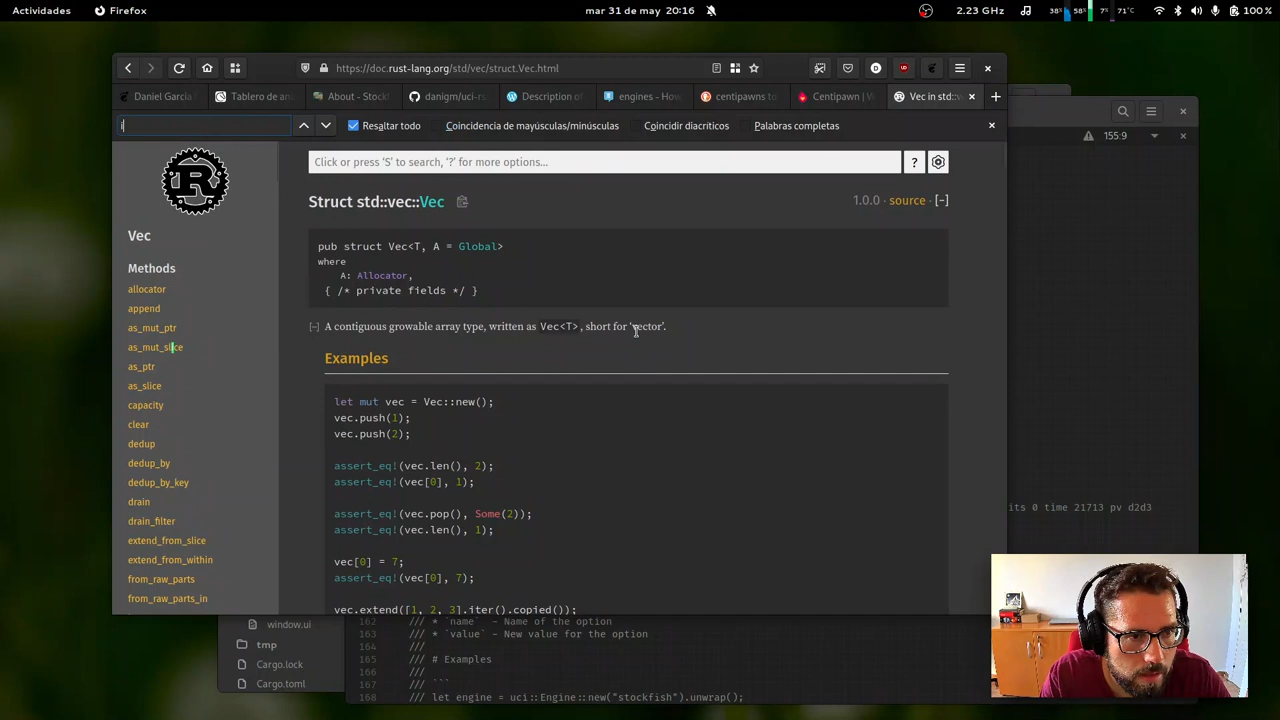 Actividades
Firefox
mar 31 de may 20:16
2.23 GHz
38%
58%
7%
71°C
100 %
https://doc.rust-lang.org/std/vec/struct.Vec.html
Daniel Garcia
Tablero de an
About - Stock
danigm/uci-rs
Description of
engines - How
centipawns to
Centipawn | W
Vec in std::ve
i
Resaltar todo
Coincidencia de mayúsculas/minúsculas
Coincidir diacríticos
Palabras completas
155:9
Click or press ‘S’ to search, ‘?’ for more options...
?
Struct std::vec::Vec
1.0.0 · source · [-]
Vec
pub struct Vec<T, A = Global>
where
A: Allocator,
{ /* private fields */ }
Methods
allocator
append
as_mut_ptr
as_mut_slice
as_ptr
as_slice
capacity
clear
dedup
dedup_by
dedup_by_key
drain
drain_filter
extend_from_slice
extend_from_within
from_raw_parts
from_raw_parts_in
[-] A contiguous growable array type, written as Vec<T>, short for ‘vector’.
Examples
let mut vec = Vec::new();
vec.push(1);
vec.push(2);
assert_eq!(vec.len(), 2);
assert_eq!(vec[0], 1);
assert_eq!(vec.pop(), Some(2));
assert_eq!(vec.len(), 1);
vec[0] = 7;
assert_eq!(vec[0], 7);
vec.extend([1, 2, 3].iter().copied());
its 0 time 21713 pv d2d3
window.ui
tmp
Cargo.lock
Cargo.toml
162 /// * `name` - Name of the option
163 /// * `value` - New value for the option
164 ///
165 /// # Examples
166 ///
167 /// ```
168 /// let engine = uci::Engine::new("stockfish").unwrap();